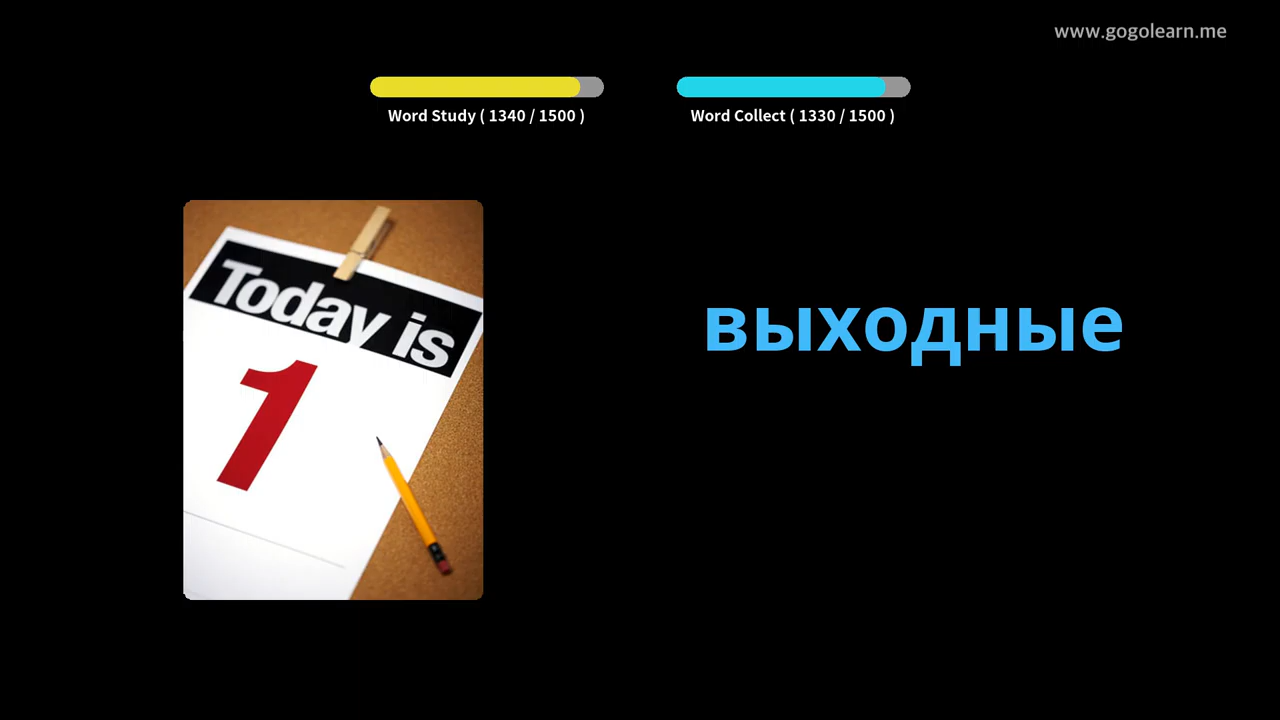 www.gogolearn.me
Word Study ( 1340 / 1500 )
Word Collect ( 1330 / 1500 )
Today is
1
выходные